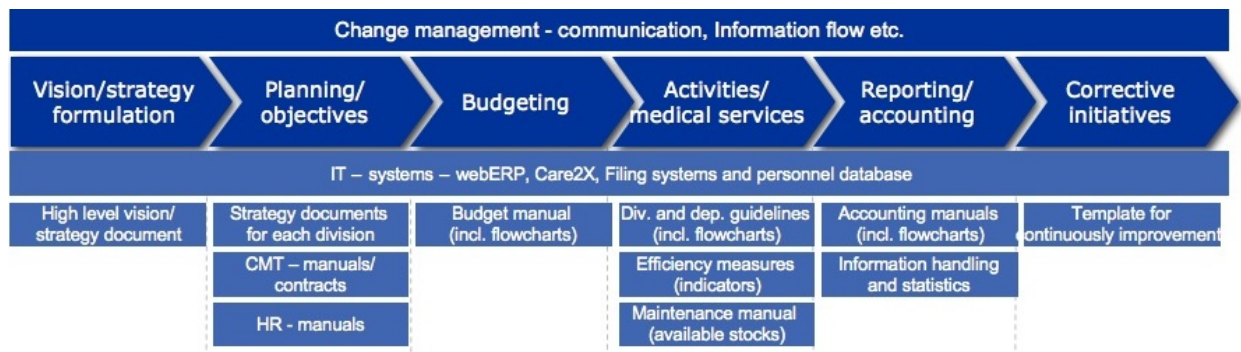 Change management - communication, Information flow etc.
Vision/strategy
formulation
Planning/
objectives
Budgeting
Activities/
medical services
Reporting/
accounting
Corrective
initiatives
IT – systems – webERP, Care2X, Filing systems and personnel database
High level vision/
strategy document
Strategy documents
for each division
CMT – manuals/
contracts
HR - manuals
Budget manual
(incl. flowcharts)
Div. and dep. guidelines
(incl. flowcharts)
Efficiency measures
(indicators)
Maintenance manual
(available stocks)
Accounting manuals
(incl. flowcharts)
Information handling
and statistics
Template for
continuously improvement